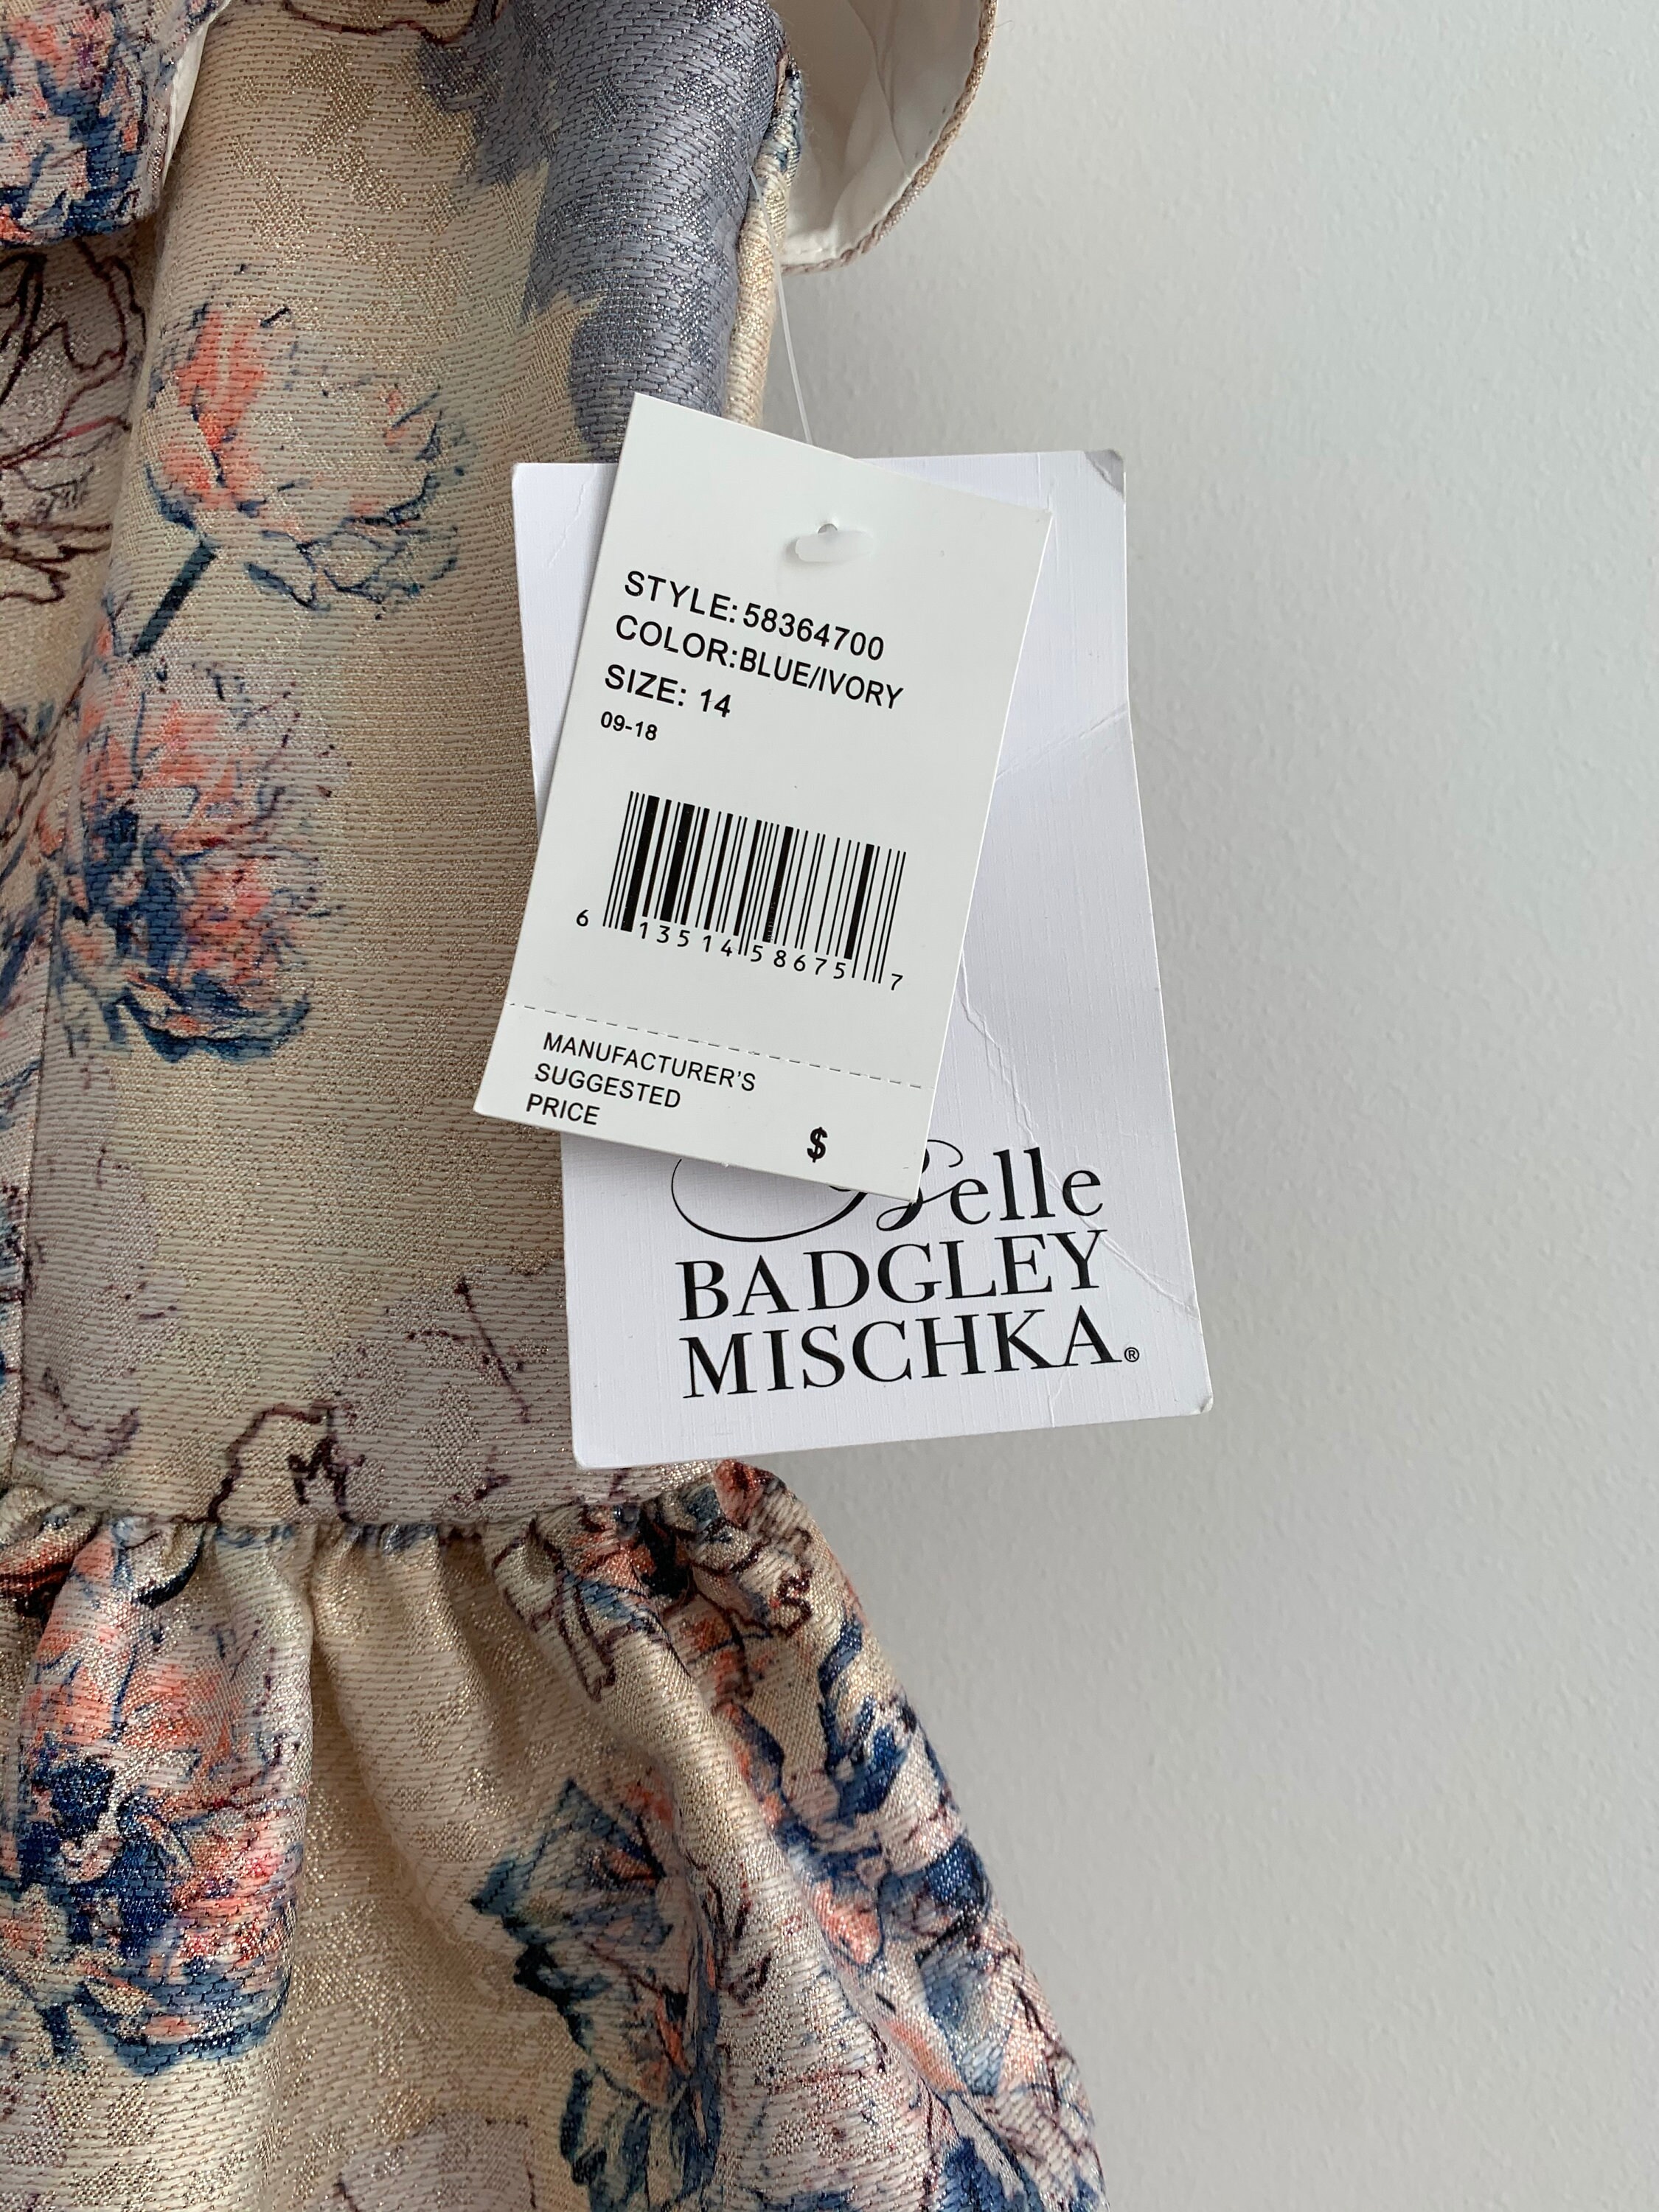 STYLE: 58364700
COLOR:BLUE/IVORY
SIZE: 14
09-18
6 13514 58675 7
MANUFACTURER'S
SUGGESTED
PRICE
$
Belle
BADGLEY
MISCHKA®